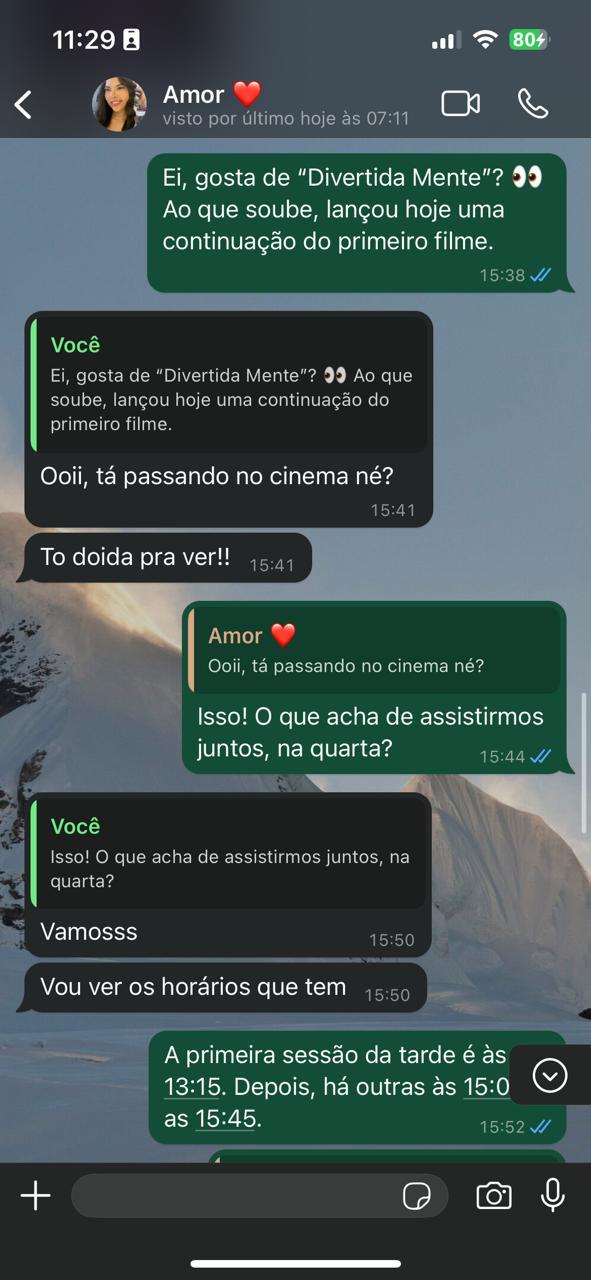 11:29
80
Amor ❤️
visto por último hoje às 07:11
Ei, gosta de “Divertida Mente”? 👀
Ao que soube, lançou hoje uma
continuação do primeiro filme.
15:38
Você
Ei, gosta de “Divertida Mente”? 👀 Ao que
soube, lançou hoje uma continuação do
primeiro filme.
Ooii, tá passando no cinema né?
15:41
To doida pra ver!! 15:41
Amor ❤️
Ooii, tá passando no cinema né?
Isso! O que acha de assistirmos
juntos, na quarta? 15:44
Você
Isso! O que acha de assistirmos juntos, na
quarta?
Vamosss 15:50
Vou ver os horários que tem 15:50
A primeira sessão da tarde é às
13:15. Depois, há outras às 15:0
as 15:45. 15:52